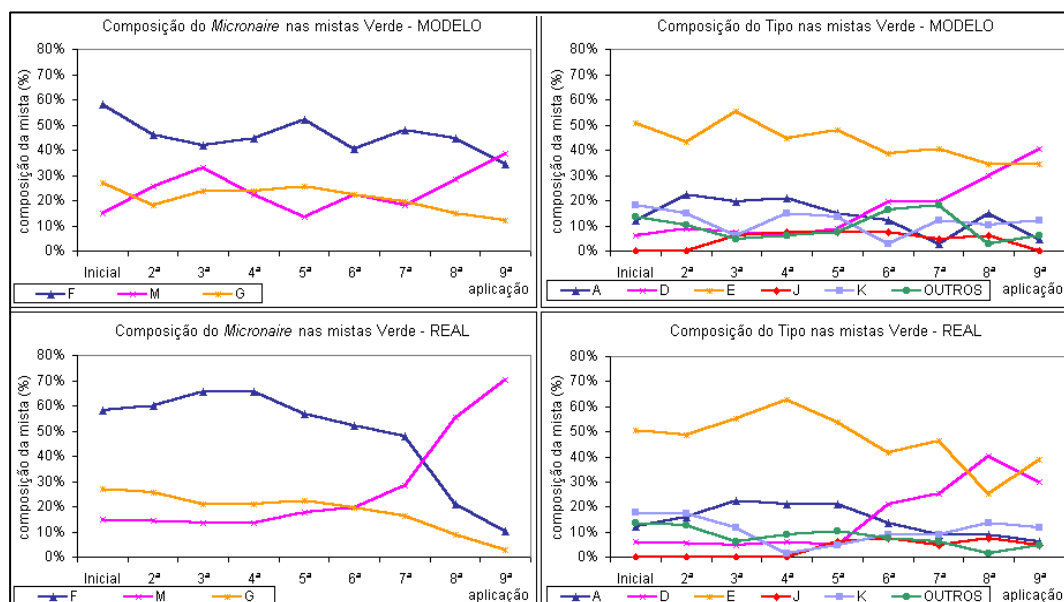 Composição do Micronaire nas mistas Verde - MODELO
composição da mista (%)
80%
70%
60%
50%
40%
30%
20%
10%
0%
Inicial 2ª 3ª 4ª 5ª 6ª 7ª 8ª 9ª
aplicação
F M G
Composição do Tipo nas mistas Verde - MODELO
composição da mista (%)
80%
70%
60%
50%
40%
30%
20%
10%
0%
Inicial 2ª 3ª 4ª 5ª 6ª 7ª 8ª 9ª
aplicação
A D E J K OUTROS
Composição do Micronaire nas mistas Verde - REAL
composição da mista (%)
80%
70%
60%
50%
40%
30%
20%
10%
0%
Inicial 2ª 3ª 4ª 5ª 6ª 7ª 8ª 9ª
aplicação
F M G
Composição do Tipo nas mistas Verde - REAL
composição da mista (%)
80%
70%
60%
50%
40%
30%
20%
10%
0%
Inicial 2ª 3ª 4ª 5ª 6ª 7ª 8ª 9ª
aplicação
A D E J K OUTROS